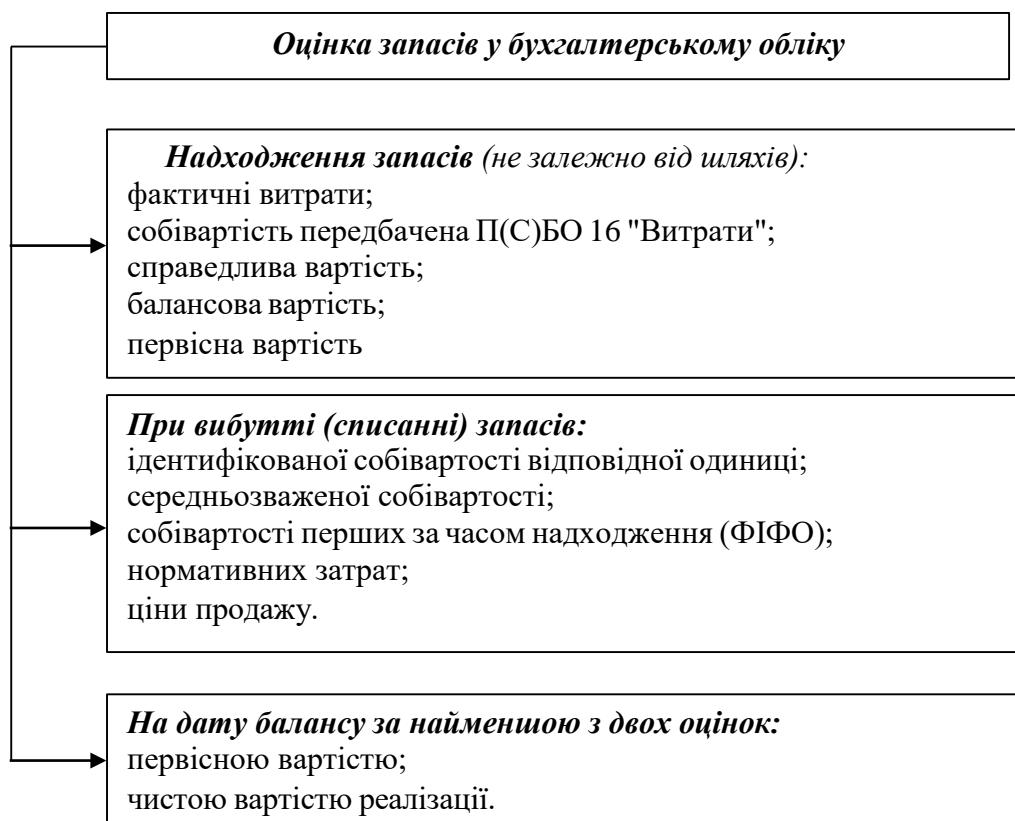 Оцінка запасів у бухгалтерському обліку
Надходження запасів (не залежно від шляхів):
фактичні витрати;
собівартість передбачена П(С)БО 16 "Витрати";
справедлива вартість;
балансова вартість;
первісна вартість
При вибутті (списанні) запасів:
ідентифікованої собівартості відповідної одиниці;
середньозваженої собівартості;
собівартості перших за часом надходження (ФІФО);
нормативних затрат;
ціни продажу.
На дату балансу за найменшою з двох оцінок:
первісною вартістю;
чистою вартістю реалізації.